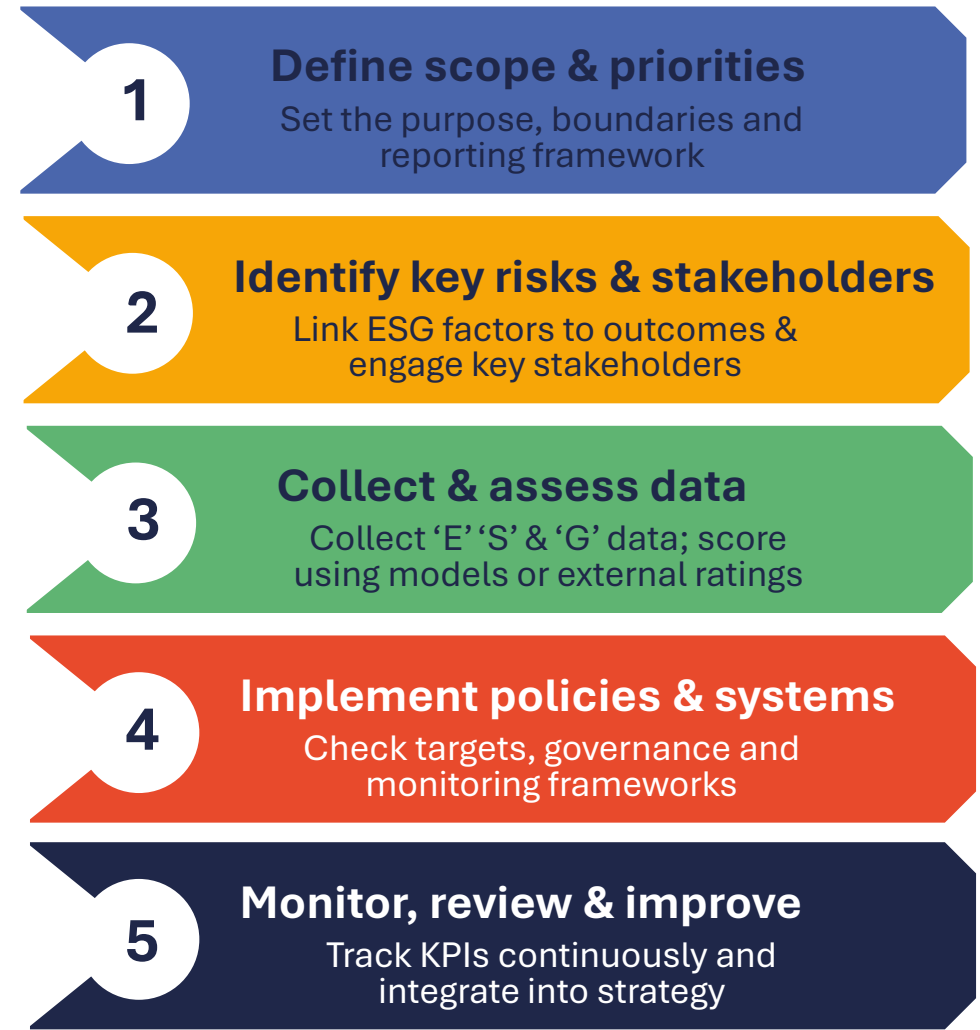 1
Define scope & priorities
Set the purpose, boundaries and
reporting framework
2
Identify key risks & stakeholders
Link ESG factors to outcomes &
engage key stakeholders
3
Collect & assess data
Collect ‘E’ ‘S’ & ‘G’ data; score
using models or external ratings
4
Implement policies & systems
Check targets, governance and
monitoring frameworks
5
Monitor, review & improve
Track KPIs continuously and
integrate into strategy